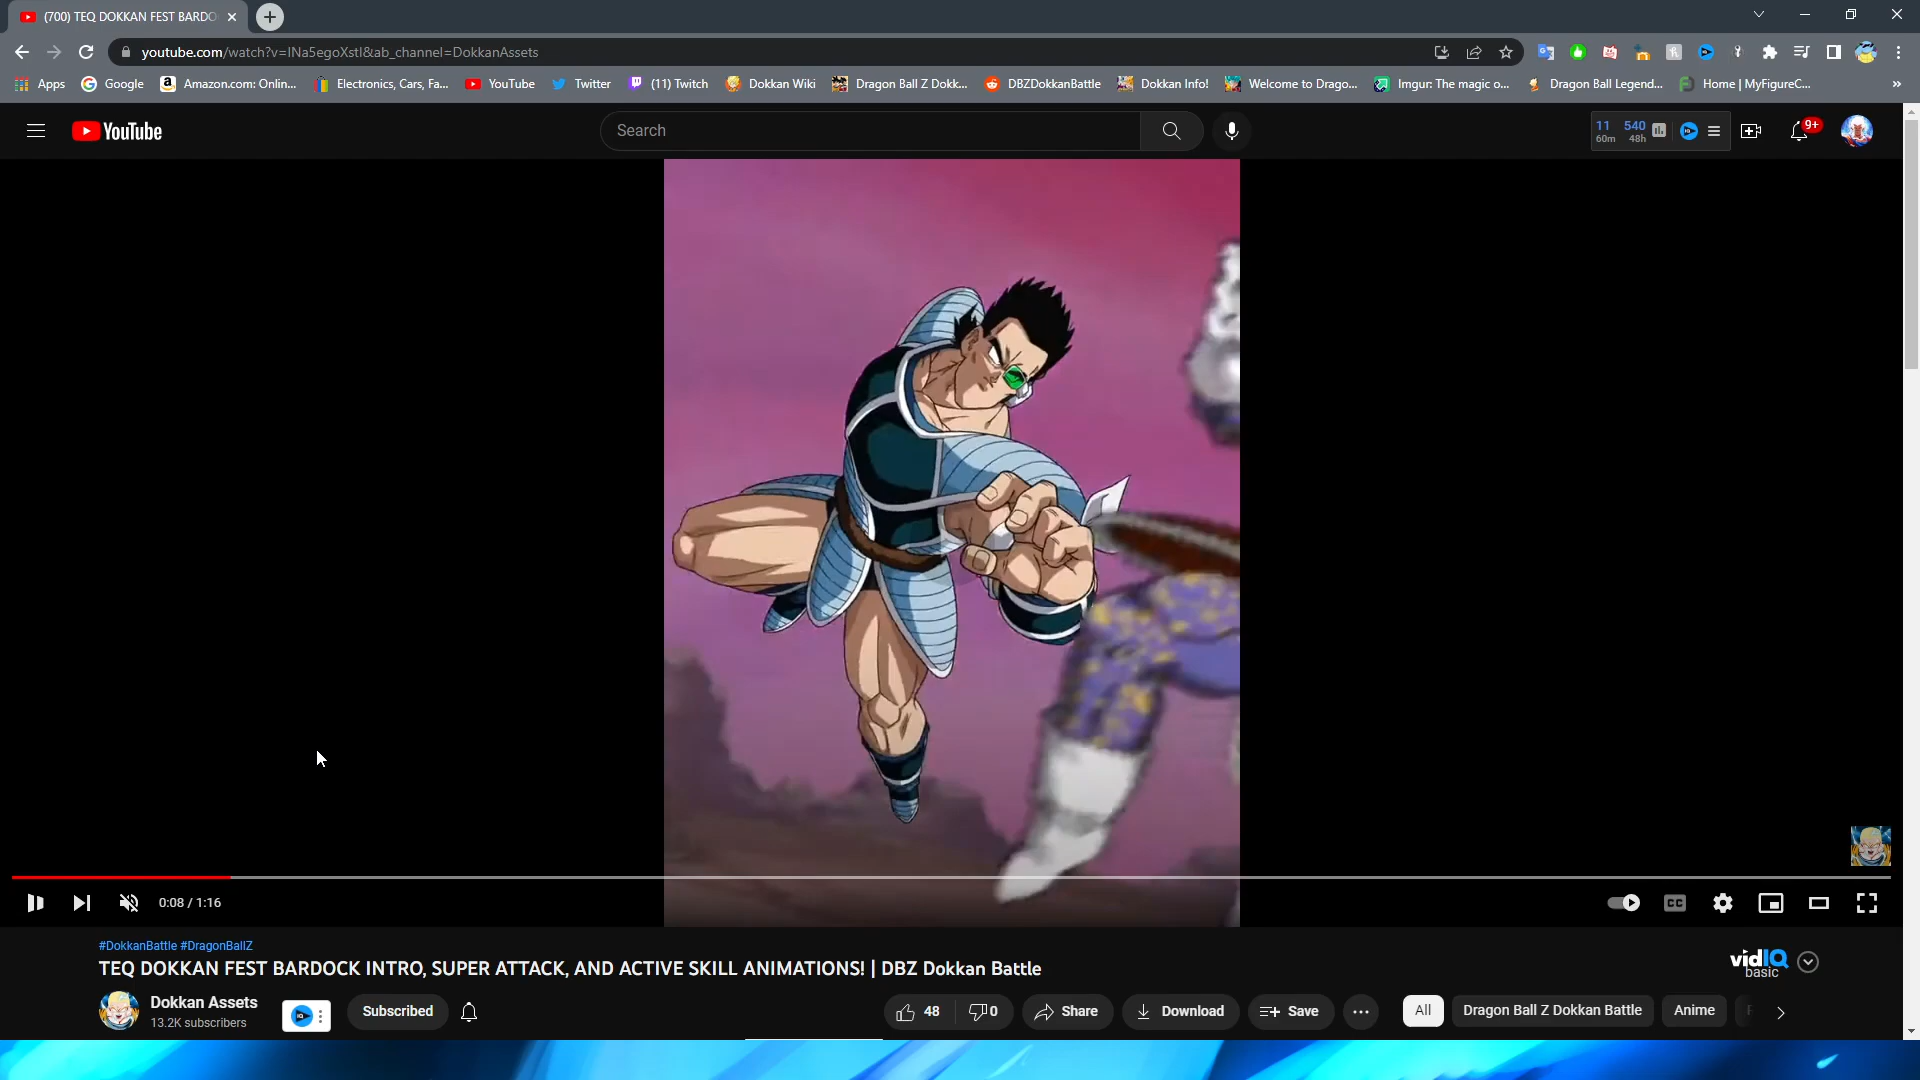 (700) TEQ DOKKAN FEST BARDO
youtube.com/watch?v=INa5egoXstI&ab_channel=DokkanAssets
Apps Google Amazon.com: Onlin... Electronics, Cars, Fa... YouTube Twitter (11) Twitch Dokkan Wiki Dragon Ball Z Dokk... DBZDokkanBattle Dokkan Info! Welcome to Drago... Imgur: The magic o... Dragon Ball Legend... Home | MyFigureC... »
YouTube Search 11 60m 540 48h 9+
0:08 / 1:16 CC
#DokkanBattle #DragonBallZ
TEQ DOKKAN FEST BARDOCK INTRO, SUPER ATTACK, AND ACTIVE SKILL ANIMATIONS! | DBZ Dokkan Battle
vidIQ
basic
Dokkan Assets
13.2K subscribers
Subscribed 48 0 Share Download Save ... All Dragon Ball Z Dokkan Battle Anime